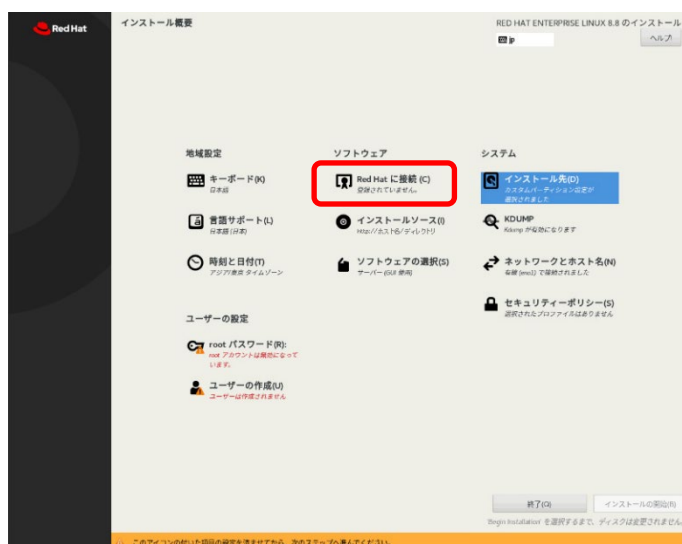 Red Hat
インストール概要
RED HAT ENTERPRISE LINUX 8.8 のインストール
jp
ヘルプ
地域設定
キーボード(K)
日本語
言語サポート(L)
日本語 (日本)
時刻と日付(T)
アジア/東京 タイムゾーン
ソフトウェア
Red Hat に接続 (C)
登録されていません。
インストールソース(I)
http://ホスト名/ディレクトリ
ソフトウェアの選択(S)
サーバー (GUI 使用)
システム
インストール先(D)
カスタムパーティション設定が
選択されました
KDUMP
Kdump が有効になります
ネットワークとホスト名(N)
有線 (eno1) で接続されました
セキュリティーポリシー(S)
選択されたプロファイルはありません
ユーザーの設定
root パスワード(R):
root アカウントは無効になって
います。
ユーザーの作成(U)
ユーザーは作成されません
終了(Q)
インストールの開始(B)
'Begin Installation' を選択するまで、ディスクは変更されません
このアイコンの付いた項目の設定を済ませてから、次のステップへ進んでください。